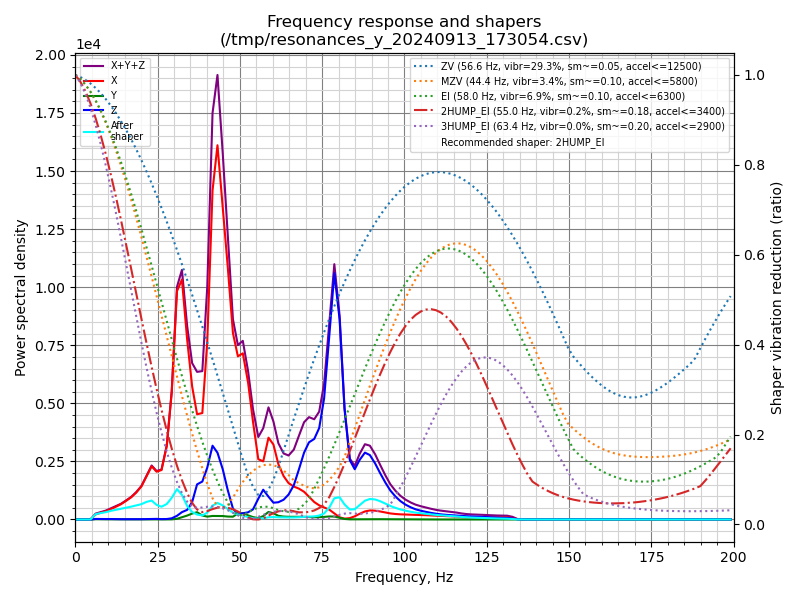 Frequency response and shapers
(/tmp/resonances_y_20240913_173054.csv)
1e4
X+Y+Z
X
Y
Z
After
shaper
ZV (56.6 Hz, vibr=29.3%, sm~=0.05, accel<=12500)
MZV (44.4 Hz, vibr=3.4%, sm~=0.10, accel<=5800)
EI (58.0 Hz, vibr=6.9%, sm~=0.10, accel<=6300)
2HUMP_EI (55.0 Hz, vibr=0.2%, sm~=0.18, accel<=3400)
3HUMP_EI (63.4 Hz, vibr=0.0%, sm~=0.20, accel<=2900)
Recommended shaper: 2HUMP_EI
Power spectral density
2.00
1.75
1.50
1.25
1.00
0.75
0.50
0.25
0.00
0 25 50 75 100 125 150 175 200
Frequency, Hz
1.0
0.8
0.6
0.4
0.2
0.0
Shaper vibration reduction (ratio)